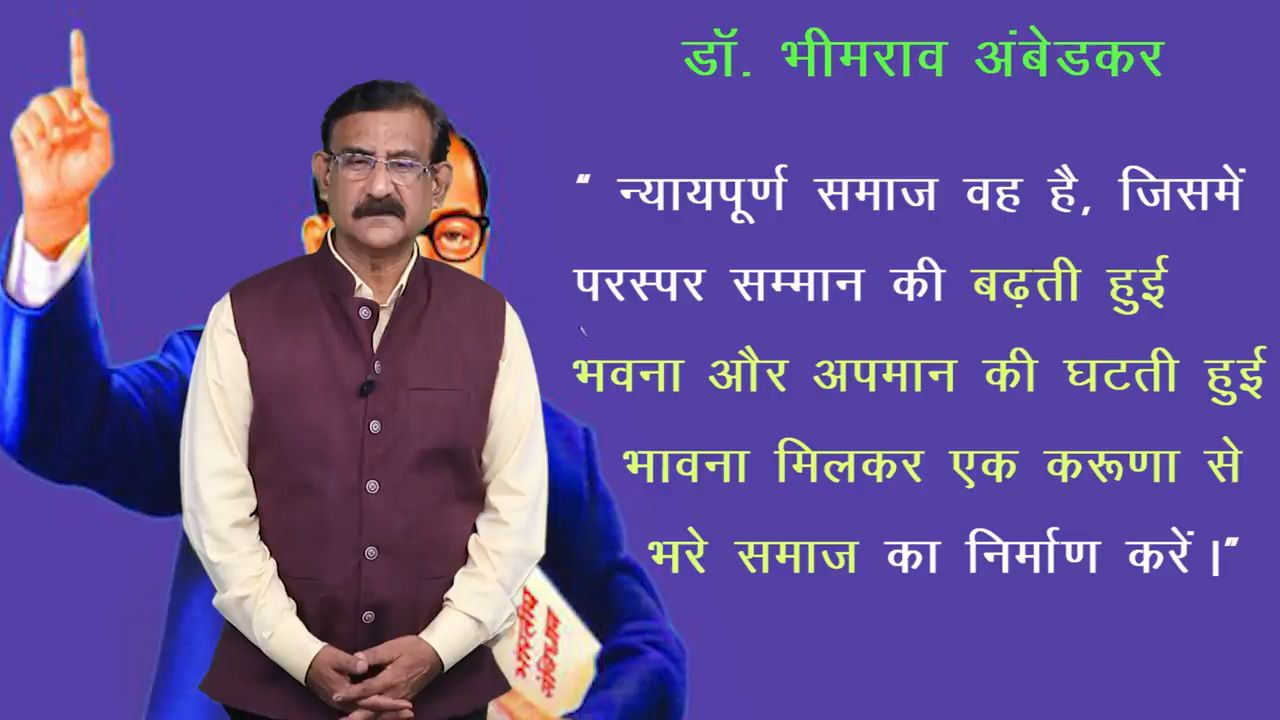 डॉ. भीमराव अंबेडकर
“ न्यायपूर्ण समाज वह है, जिसमें
परस्पर सम्मान की बढ़ती हुई
भवना और अपमान की घटती हुई
भावना मिलकर एक करूणा से
भरे समाज का निर्माण करें।”